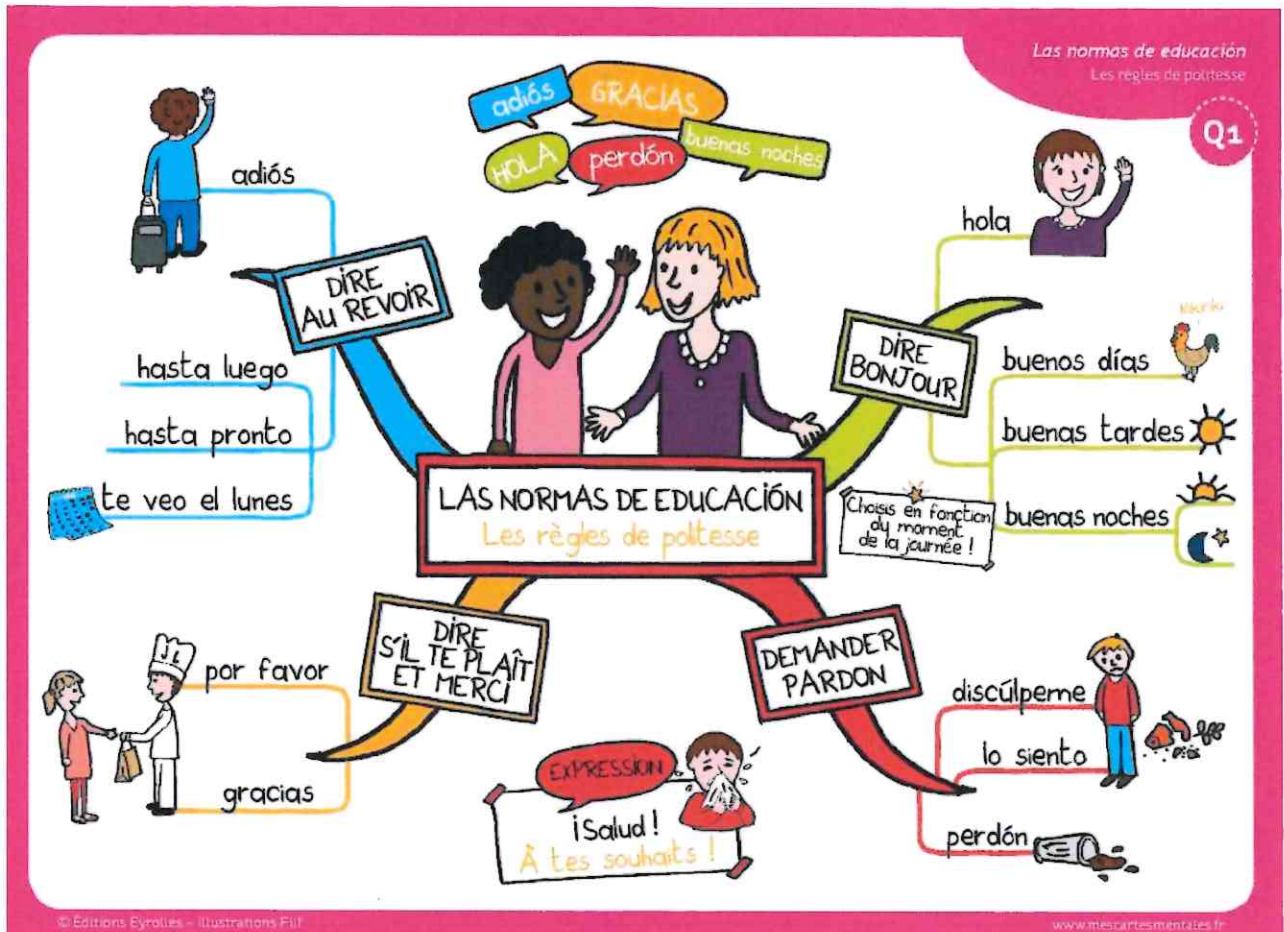 Las normas de educación
Les règles de politesse
Q1
adiós
GRACIAS
HOLA
perdón
buenas noches
adiós
DIRE
AU REVOIR
hasta luego
hasta pronto
te veo el lunes
hola
DIRE
BONJOUR
buenos días
buenas tardes
buenas noches
Choisis en fonction
du moment
de la journée !
LAS NORMAS DE EDUCACIÓN
Les règles de politesse
DIRE
S'IL TE PLAÎT
ET MERCI
por favor
gracias
JL
DEMANDER
PARDON
discúlpeme
lo siento
perdón
EXPRESSION
¡Salud!
À tes souhaits !
© Éditions Eyrolles – Illustrations Filf
www.mescartesmentales.fr